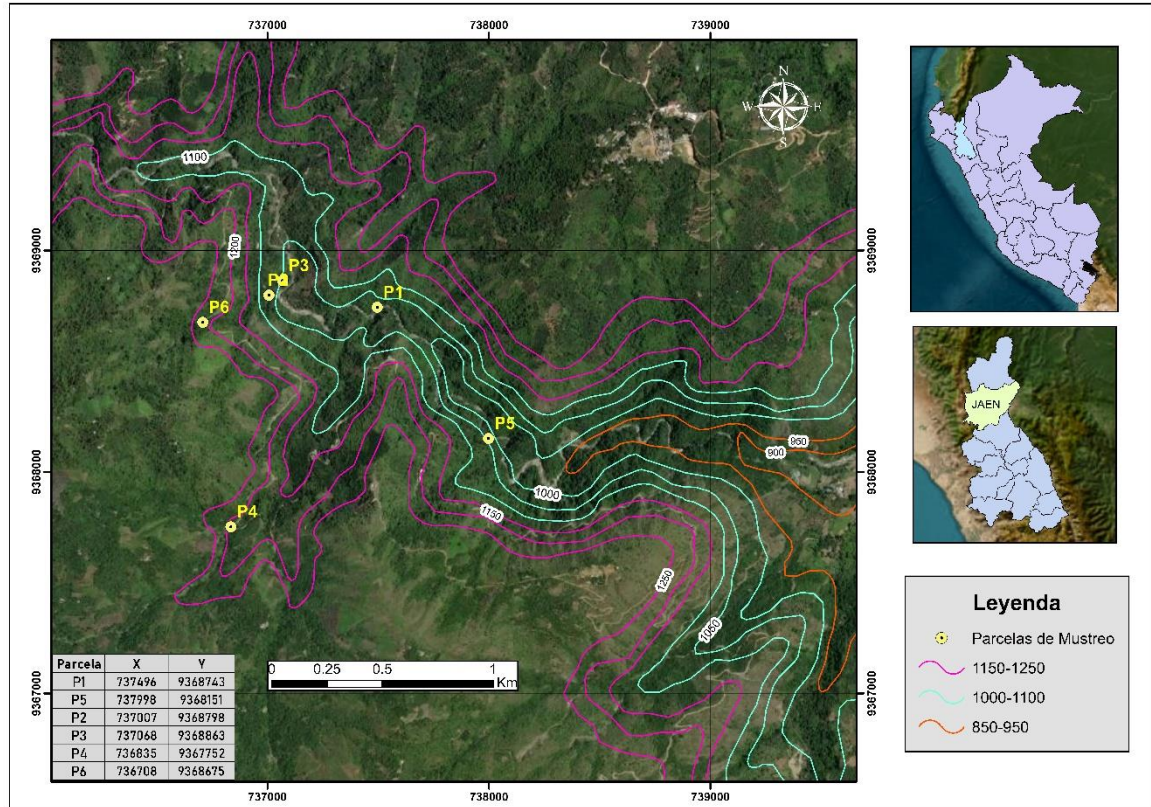 737000 738000 739000
9369000 9369000
9368000 9368000
9367000 9367000
N
W E
S
1100
1200
P3
P2
P1
P6
P5
P4
950
900
1000
1150
1250
1050
Parcela X Y
P1 737496 9368743
P5 737998 9368151
P2 737007 9368798
P3 737068 9368863
P4 736835 9367752
P6 736708 9368675
0 0.25 0.5 1
Km
737000 738000 739000
JAEN
Leyenda
Parcelas de Mustreo
1150-1250
1000-1100
850-950